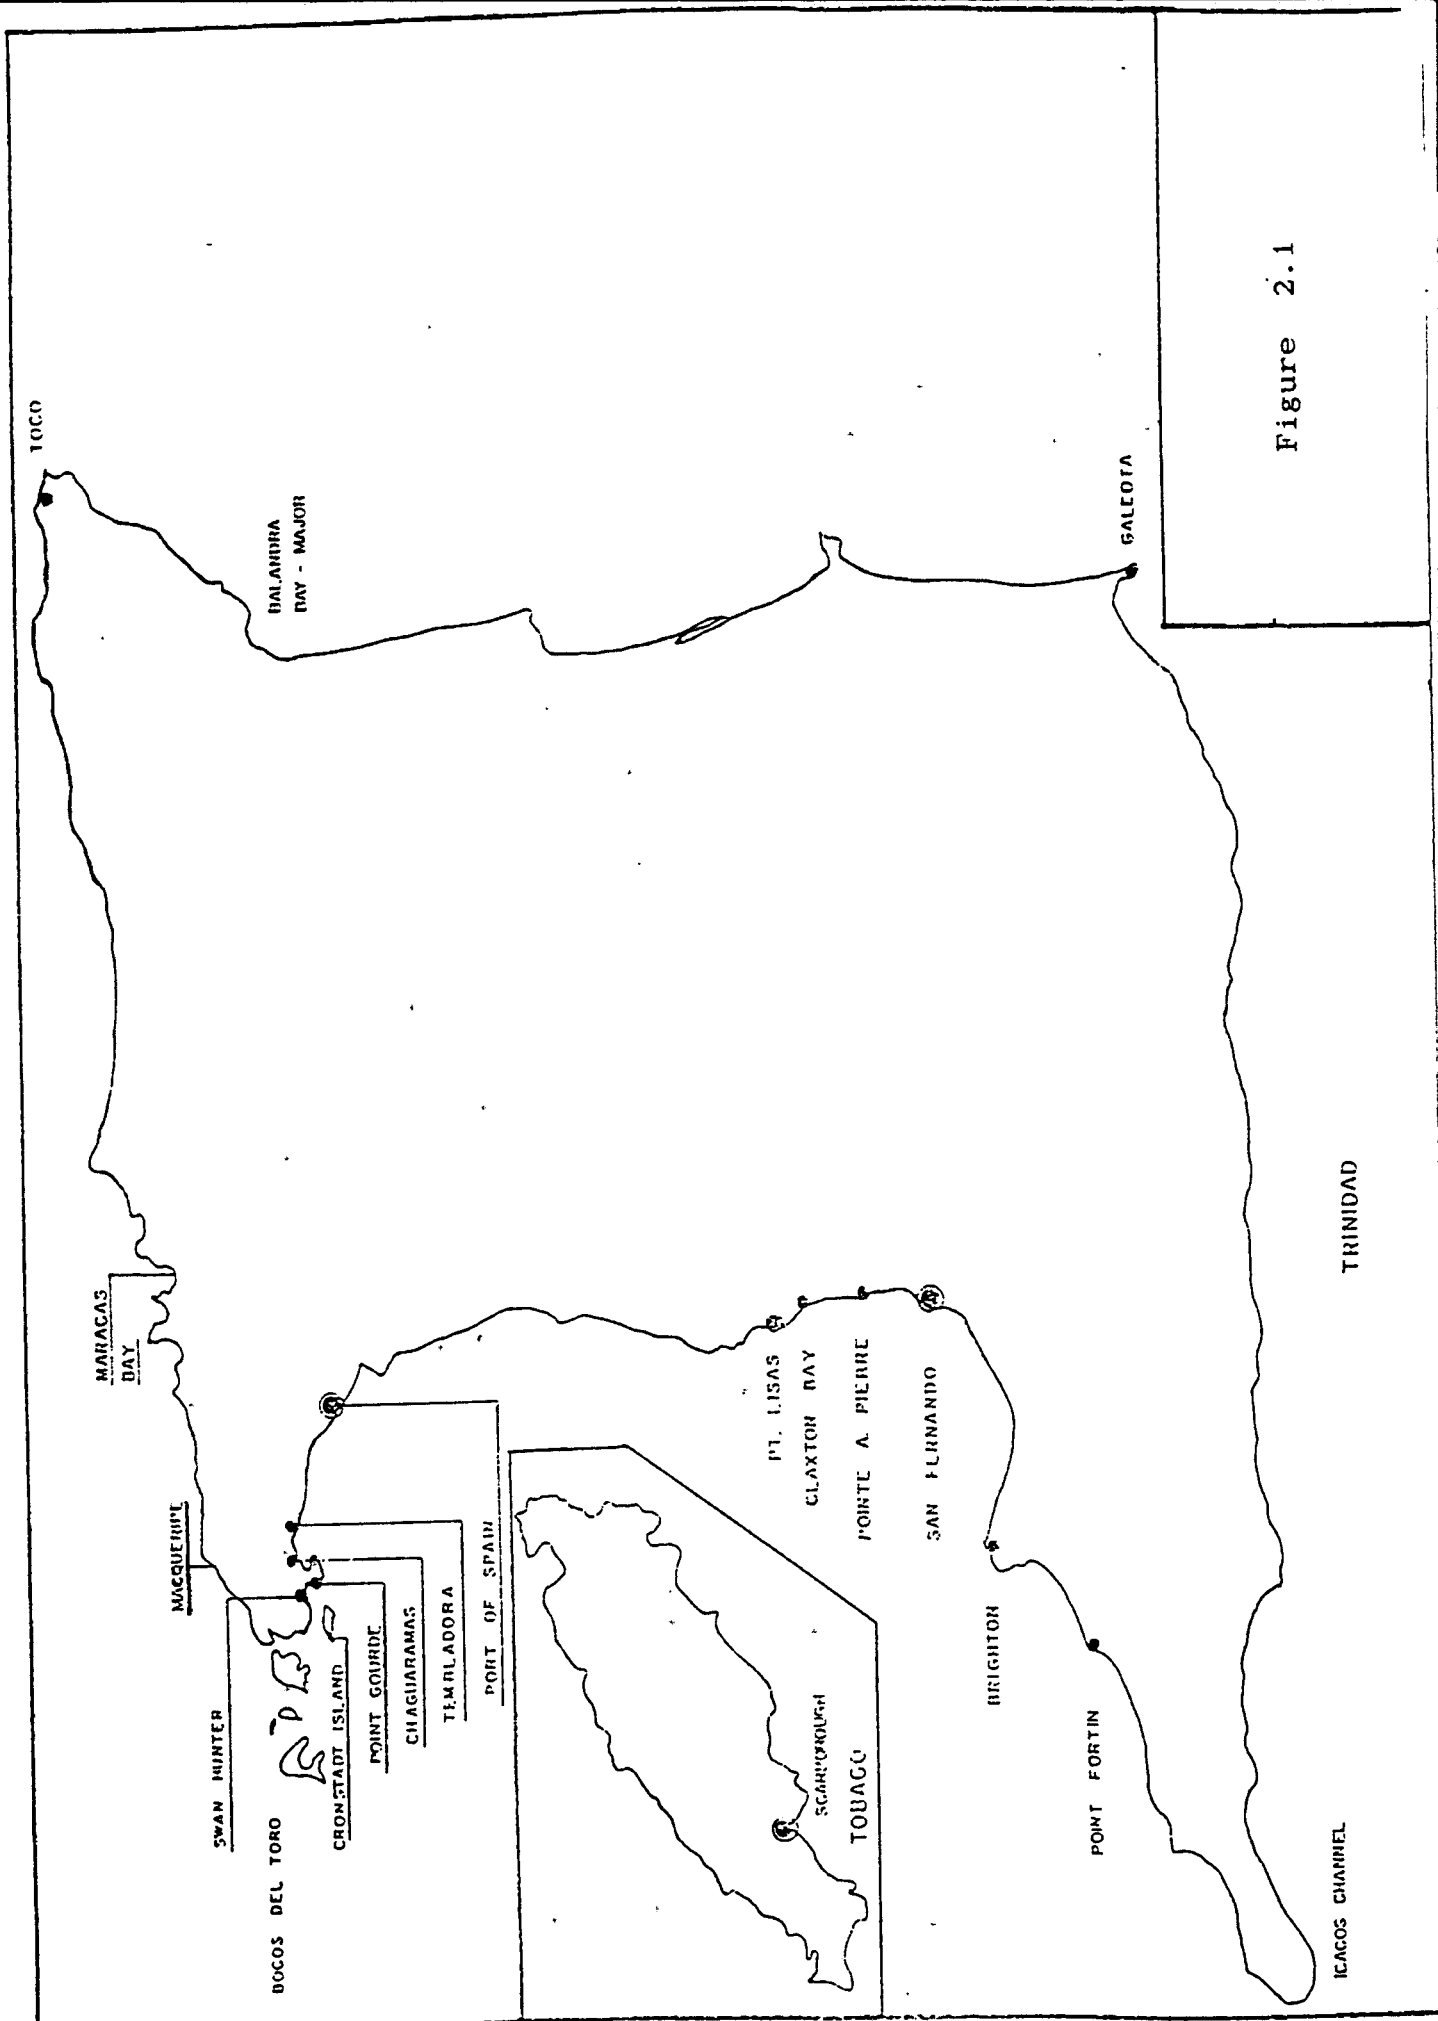 TOCO
MARACAS
BAY
BALANDRA
BAY - MAJOR
MACQUERIPE
SWAN HUNTER
BOCOS DEL TORO
CRONSTADT ISLAND
POINT GOURDE
CHAGUARAMAS
TEMBLADORA
PORT OF SPAIN
PT. LISAS
CLAXTON BAY
POINTE A PIERRE
SAN FERNANDO
SCARBOROUGH
TOBAGO
BRIGHTON
POINT FORTIN
GALEOTA
ICACOS CHANNEL
TRINIDAD
Figure 2.1